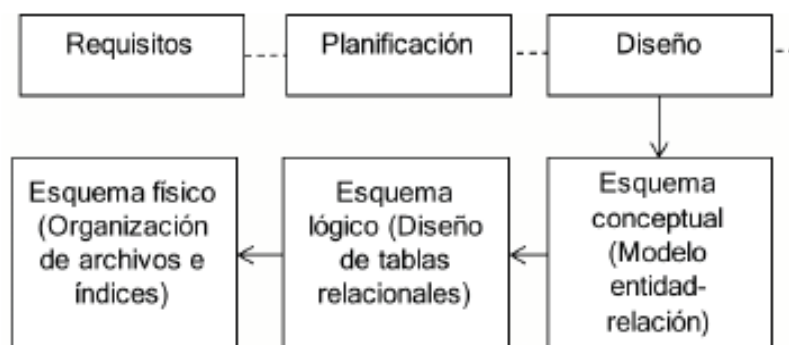 Requisitos
Planificación
Diseño
Esquema físico
(Organización
de archivos e
índices)
Esquema
lógico (Diseño
de tablas
relacionales)
Esquema
conceptual
(Modelo
entidad-
relación)